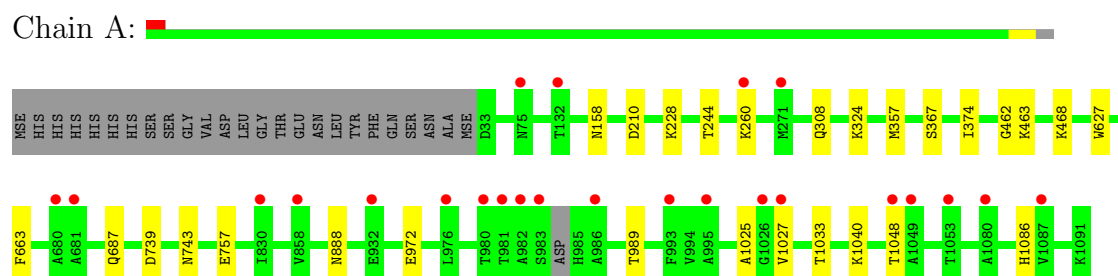 Chain A:
MSE HIS HIS HIS HIS HIS HIS SER SER GLY VAL ASP LEU GLY THR GLU ASN LEU TYR PHE GLN SER ASN ALA MSE D33 N75 T132 N158 D210 K228 T244 K260 M271 Q308 K324 M357 S367 I374 G462 K463 K468 W627
F663 A680 A681 Q687 D739 N743 E757 I830 V858 N888 E932 E972 L976 T980 T981 A982 S983 ASP H985 A986 T989 F993 V994 A995 A1025 G1026 V1027 T1033 K1040 T1048 A1049 T1053 A1080 H1086 V1087 K1091